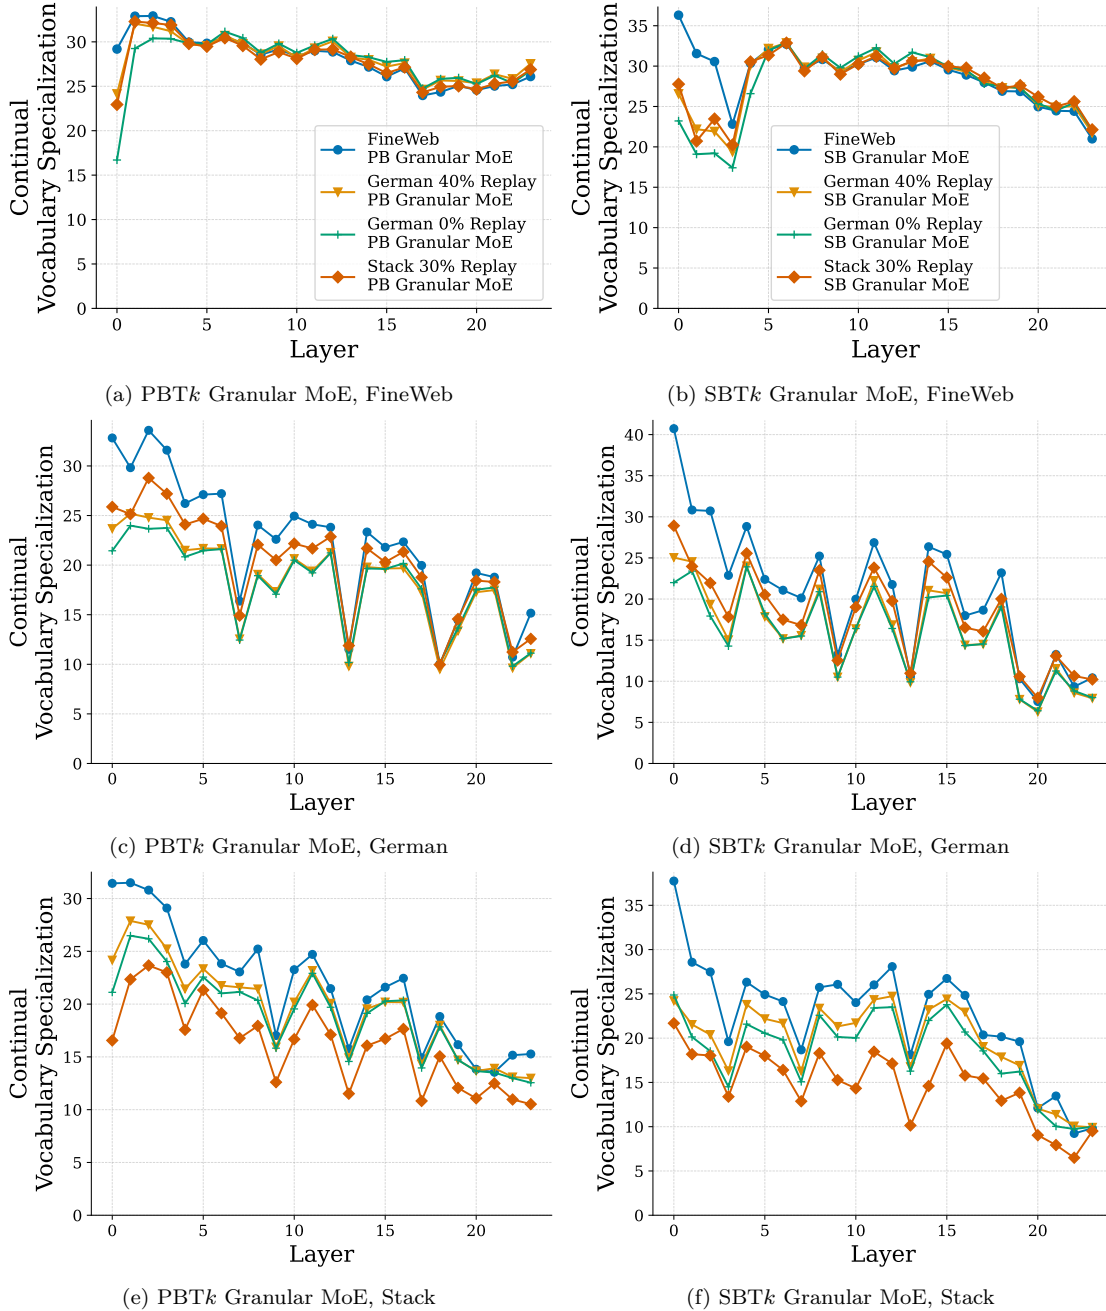 Continual
Vocabulary Specialization
30
25
20
15
10
5
0
0
5
10
15
20
Layer
FineWeb
PB Granular MoE
German 40% Replay
PB Granular MoE
German 0% Replay
PB Granular MoE
Stack 30% Replay
PB Granular MoE
(a) PBTk Granular MoE, FineWeb
Continual
Vocabulary Specialization
35
30
25
20
15
10
5
0
0
5
10
15
20
Layer
FineWeb
SB Granular MoE
German 40% Replay
SB Granular MoE
German 0% Replay
SB Granular MoE
Stack 30% Replay
SB Granular MoE
(b) SBTk Granular MoE, FineWeb
Continual
Vocabulary Specialization
30
25
20
15
10
5
0
0
5
10
15
20
Layer
(c) PBTk Granular MoE, German
Continual
Vocabulary Specialization
40
35
30
25
20
15
10
5
0
0
5
10
15
20
Layer
(d) SBTk Granular MoE, German
Continual
Vocabulary Specialization
30
25
20
15
10
5
0
0
5
10
15
20
Layer
(e) PBTk Granular MoE, Stack
Continual
Vocabulary Specialization
35
30
25
20
15
10
5
0
0
5
10
15
20
Layer
(f) SBTk Granular MoE, Stack